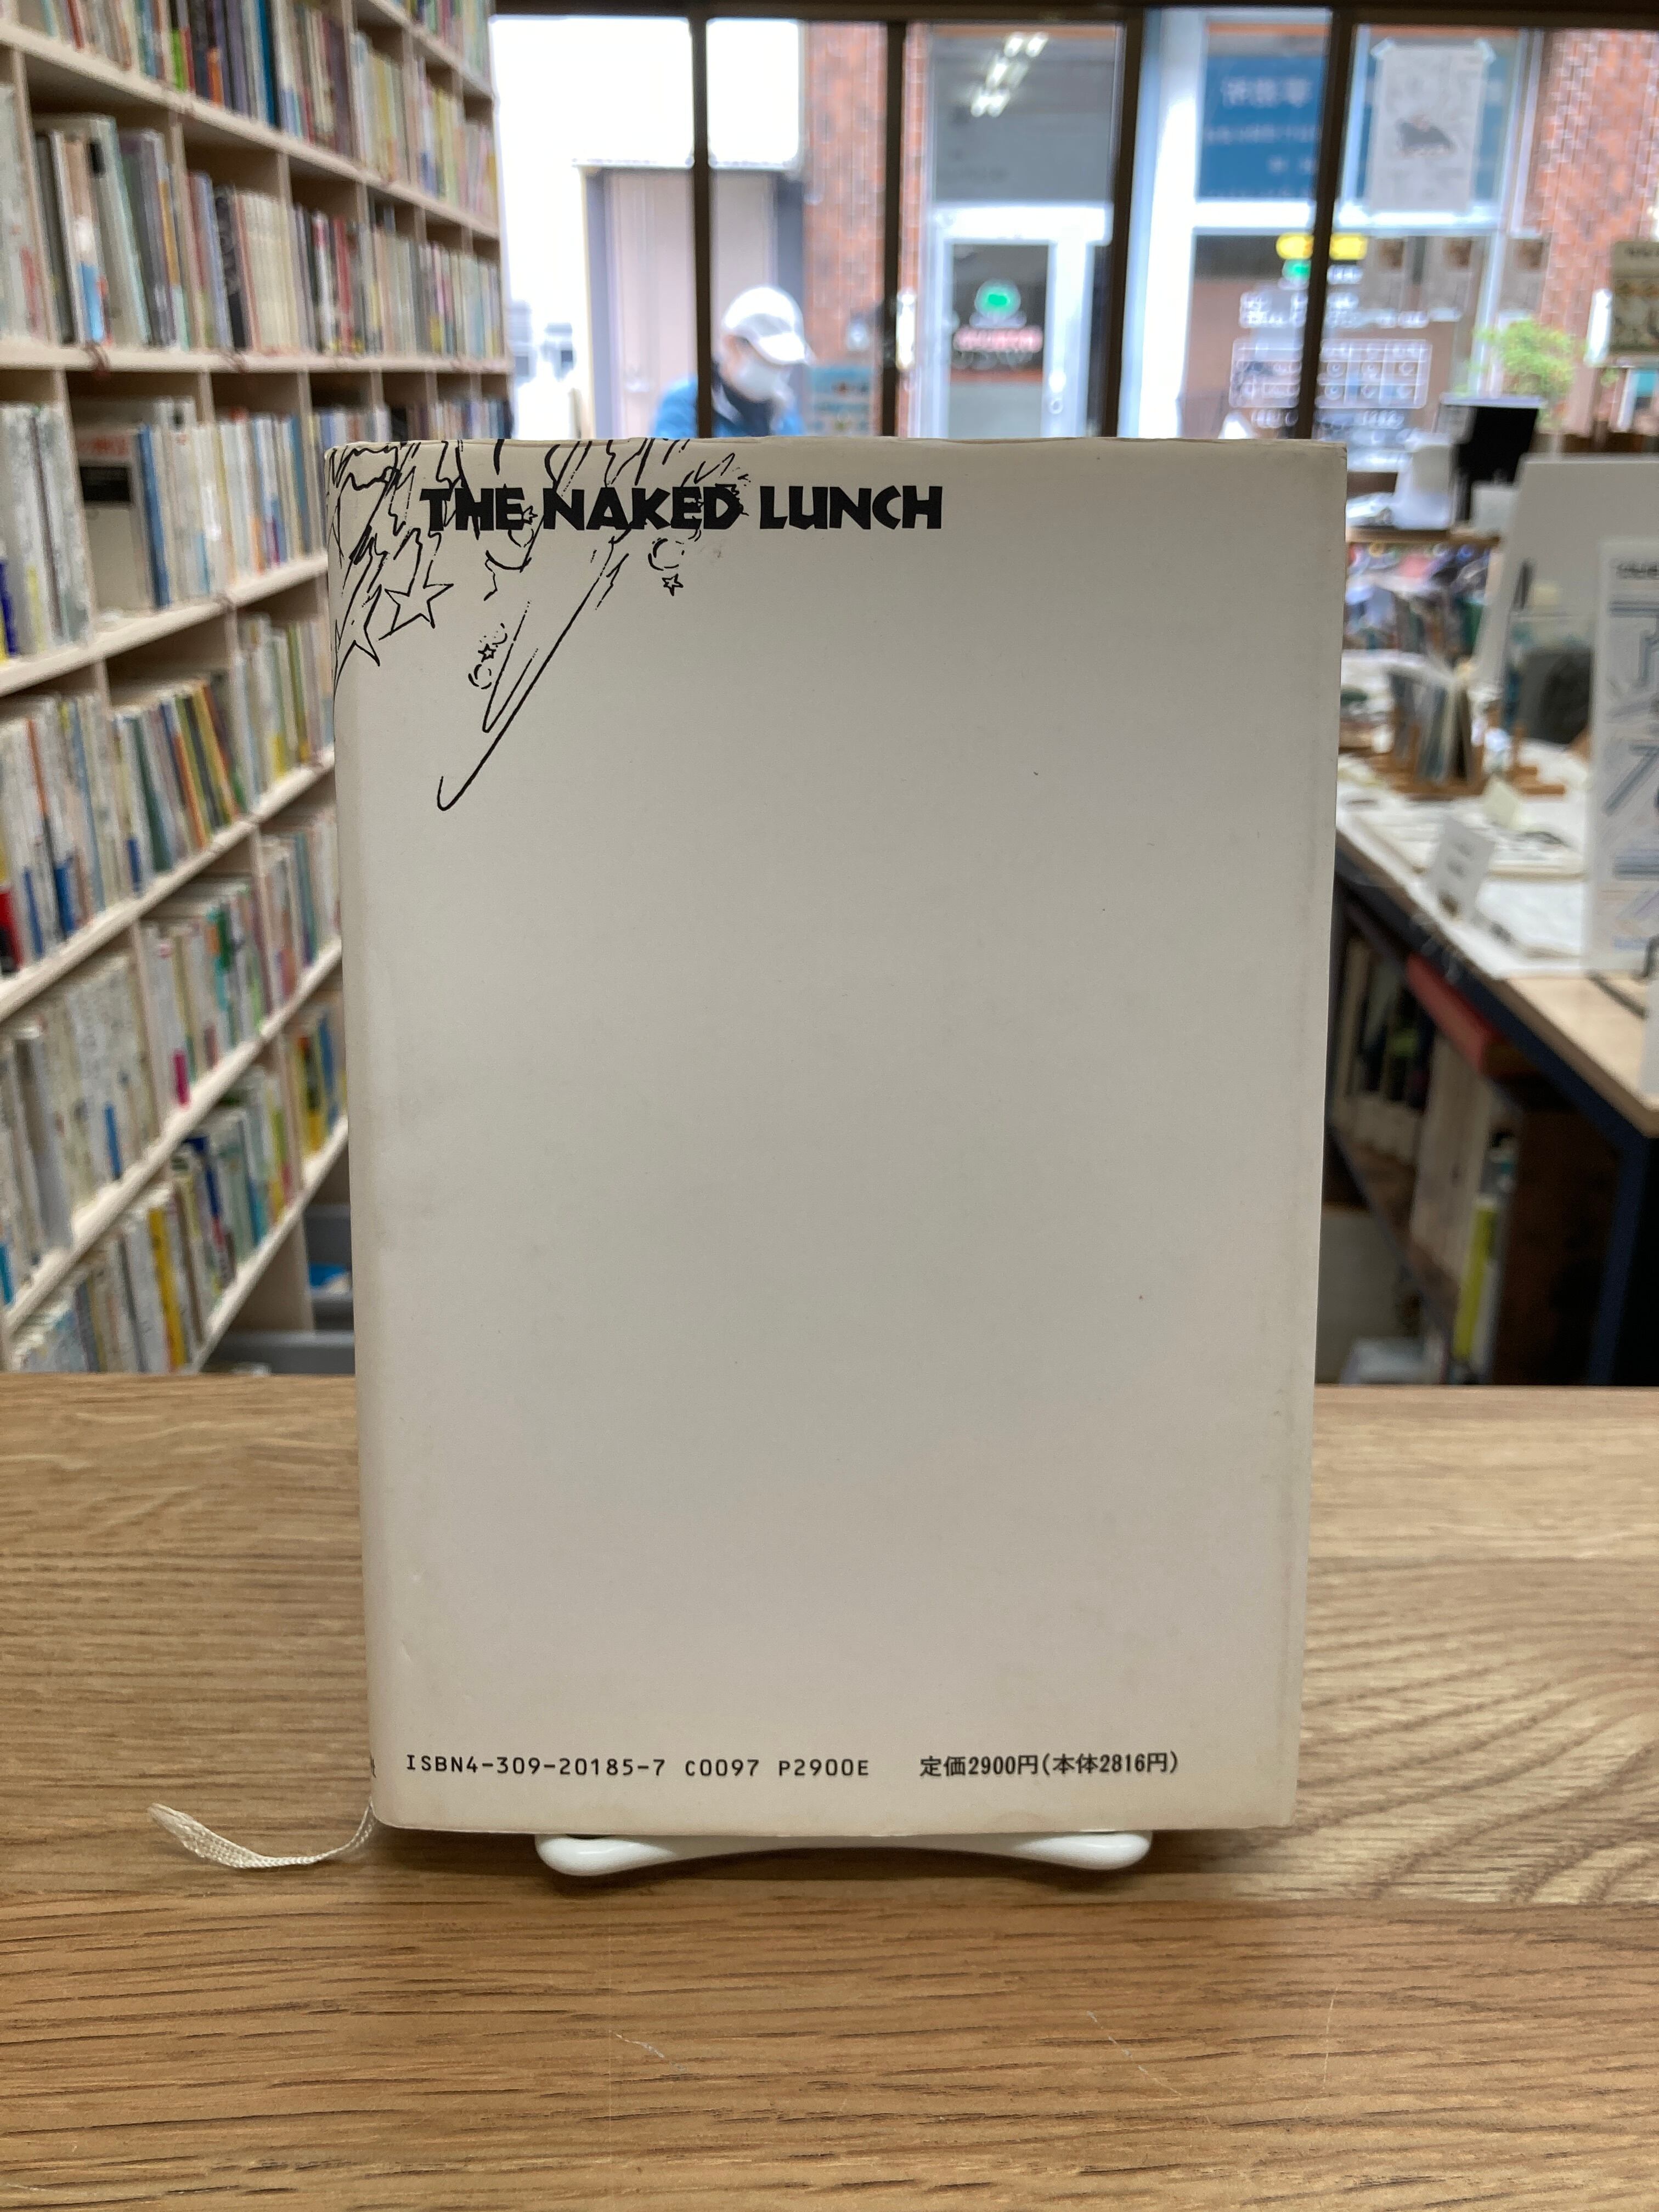 THE NAKED LUNCH
ISBN4-309-20185-7 C0097 P2900E 定価2900円(本体2816円)